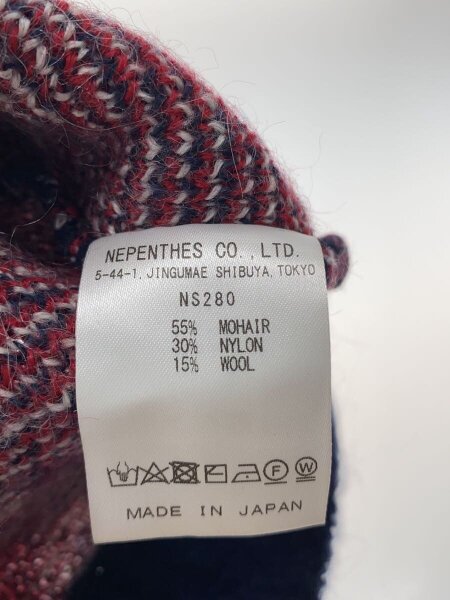 NEPENTHES CO., LTD.
5-44-1, JINGUMAE SHIBUYA, TOKYO
NS280
55% MOHAIR
30% NYLON
15% WOOL
F W
MADE IN JAPAN